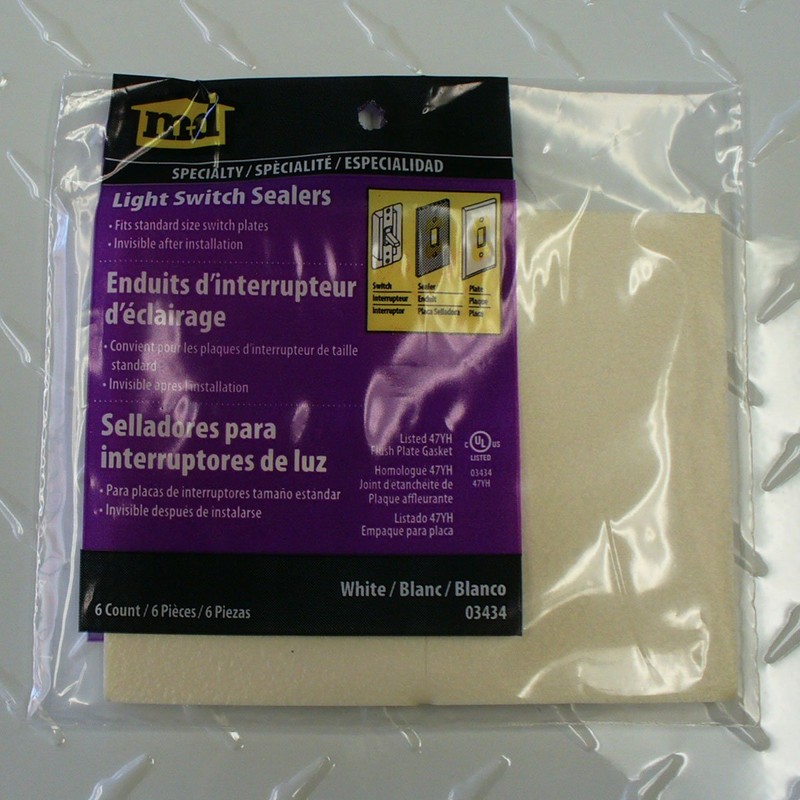 m-d
SPECIALTY / SPÉCIALITÉ / ESPECIALIDAD
Light Switch Sealers
• Fits standard size switch plates
• Invisible after installation
Switch
Interrupteur
Interruptor
Sealer
Enduit
Placa Selladora
Plate
Plaque
Placa
Enduits d'interrupteur
d'éclairage
• Convient pour les plaques d'interrupteur de taille
standard
• Invisible après l'installation
Selladores para
interruptores de luz
• Para placas de interruptores tamaño estandar
• Invisible después de instalarse
Listed 47YH
Flush Plate Gasket
Homologue 47YH
Joint d'étanchéite de
Plaque affleurante
Listado 47YH
Empaque para placa
C UL US
LISTED
03434
47YH
White / Blanc / Blanco
6 Count / 6 Pièces / 6 Piezas
03434